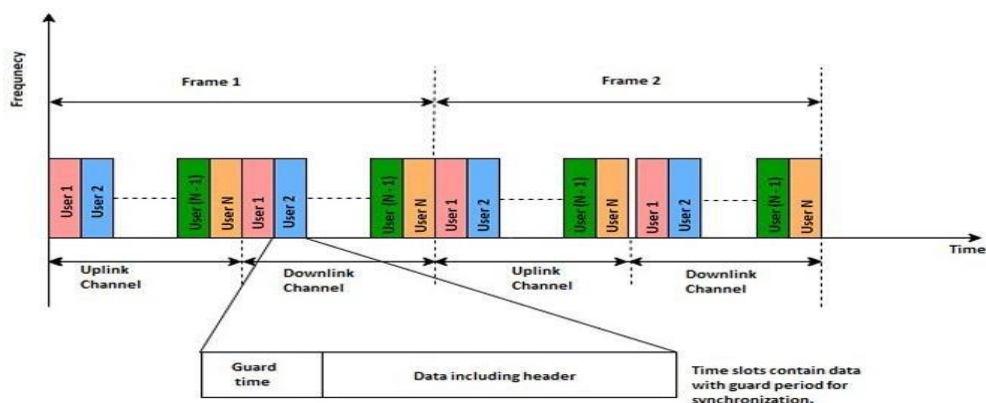 Frequnecy
Frame 1
Frame 2
User 1
User 2
User (N - 1)
User N
User 1
User 2
User (N - 1)
User N
User 1
User 2
User (N - 1)
User N
User 1
User 2
User (N - 1)
User N
Time
Uplink
Channel
Downlink
Channel
Uplink
Channel
Downlink
Channel
Guard
time
Data including header
Time slots contain data
with guard period for
synchronization.